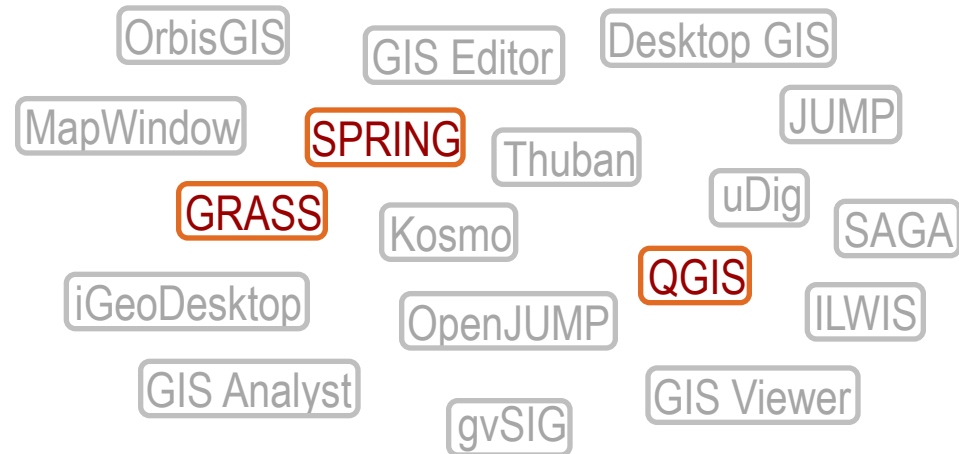 OrbisGIS
GIS Editor
Desktop GIS
MapWindow
SPRING
Thuban
JUMP
GRASS
Kosmo
uDig
SAGA
QGIS
iGeoDesktop
OpenJUMP
ILWIS
GIS Analyst
gvSIG
GIS Viewer